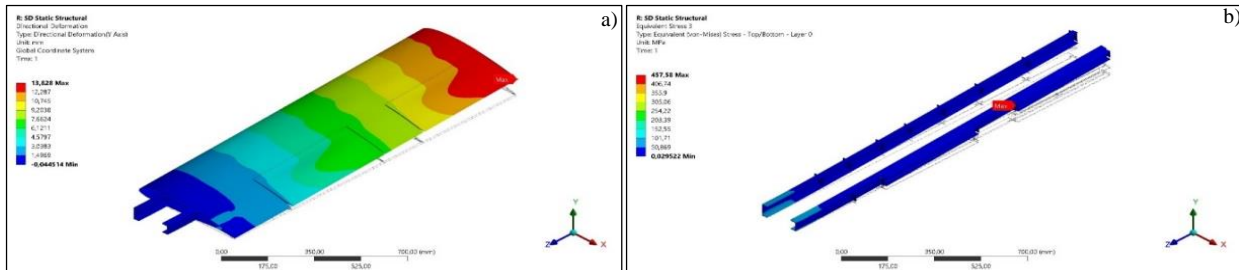 a)
R: SD Static Structural
Directional Deformation
Type: Directional Deformation(Y Axis)
Unit: mm
Global Coordinate System
Time: 1
13,828 Max
12,287
10,745
9,2038
7,6624
6,1211
4,5797
3,0383
1,4969
-0,044514 Min
0,00
350,00
700,00 (mm)
175,00
525,00
Max
Y
Z
X
b)
R: SD Static Structural
Equivalent Stress 3
Type: Equivalent (von-Mises) Stress - Top/Bottom - Layer 0
Unit: MPa
Time: 1
457,58 Max
406,74
355,9
305,06
254,22
203,39
152,55
101,71
50,869
0,029522 Min
Max
0,00
350,00
700,00 (mm)
175,00
525,00
Y
Z
X